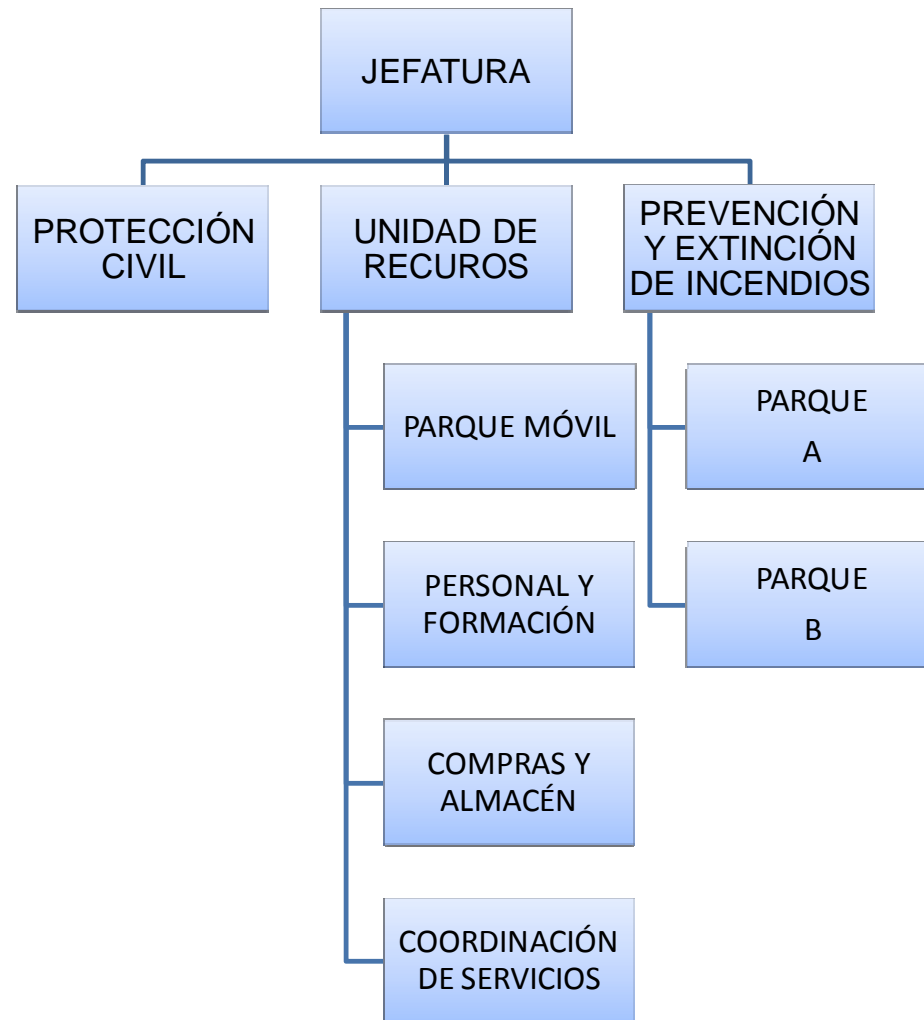 JEFATURA
PROTECCIÓN
CIVIL
UNIDAD DE
RECUROS
PREVENCIÓN
Y EXTINCIÓN
DE INCENDIOS
PARQUE MÓVIL
PERSONAL Y
FORMACIÓN
COMPRAS Y
ALMACÉN
COORDINACIÓN
DE SERVICIOS
PARQUE
A
PARQUE
B